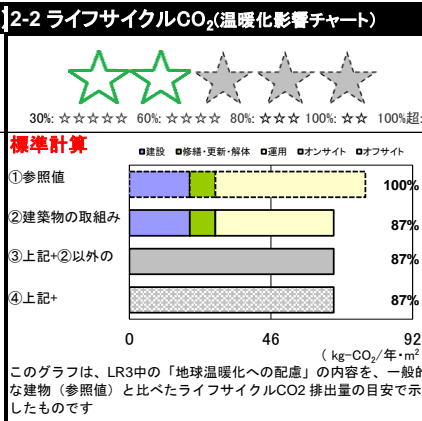 2-2 ライフサイクルCO2(温暖化影響チャート)
30%: ☆☆☆☆☆ 60%: ☆☆☆☆ 80%: ☆☆☆ 100%: ☆☆ 100%超:
標準計算
建設 修繕・更新・解体 運用 オンサイト オフサイト
①参照値 100%
②建築物の取組み 87%
③上記+②以外の 87%
④上記+ 87%
0 46 92
( kg-CO2/年・m2
このグラフは、LR3中の「地球温暖化への配慮」の内容を、一般的
な建物（参照値）と比べたライフサイクルCO2 排出量の目安で示
したものです